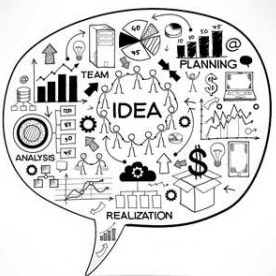 PLANNING
TEAM
IDEA
ANALYSIS
$
$
REALIZATION
@
@